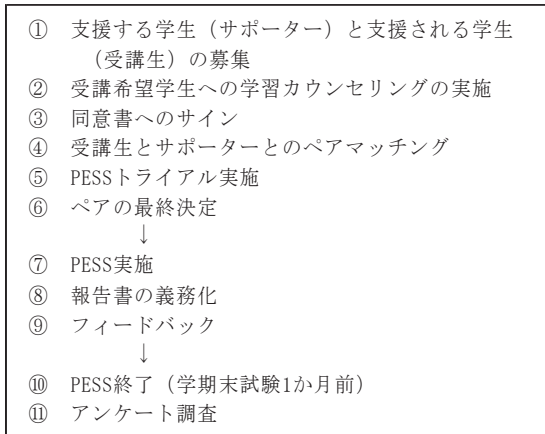 ① 支援する学生（サポーター）と支援される学生
（受講生）の募集
② 受講希望学生への学習カウンセリングの実施
③ 同意書へのサイン
④ 受講生とサポーターとのペアマッチング
⑤ PESSトライアル実施
⑥ ペアの最終決定
↓
⑦ PESS実施
⑧ 報告書の義務化
⑨ フィードバック
↓
⑩ PESS終了（学期末試験1か月前）
⑪ アンケート調査